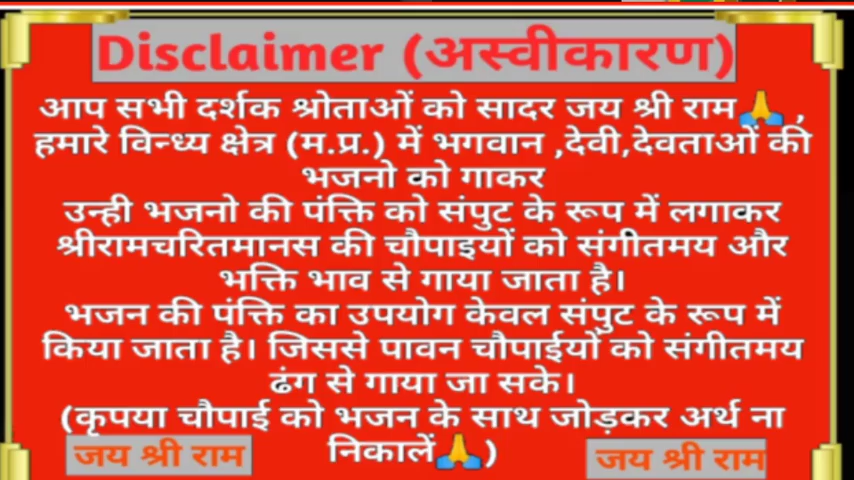 Disclaimer (अस्वीकारण)
आप सभी दर्शक श्रोताओं को सादर जय श्री राम🙏 ,
हमारे विन्ध्य क्षेत्र (म.प्र.) में भगवान ,देवी,देवताओं की
भजनो को गाकर
उन्ही भजनो की पंक्ति को संपुट के रूप में लगाकर
श्रीरामचरितमानस की चौपाइयों को संगीतमय और
भक्ति भाव से गाया जाता है।
भजन की पंक्ति का उपयोग केवल संपुट के रूप में
किया जाता है। जिससे पावन चौपाईयों को संगीतमय
ढंग से गाया जा सके।
(कृपया चौपाई को भजन के साथ जोड़कर अर्थ ना
निकालें🙏)
जय श्री राम
जय श्री राम